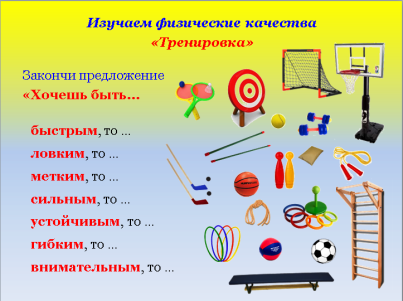 Изучаем физические качества
«Тренировка»
Закончи предложение
«Хочешь быть...
быстрым, то ...
ловким, то ...
метким, то ...
сильным, то ...
устойчивым, то ...
гибким, то ...
внимательным, то ...